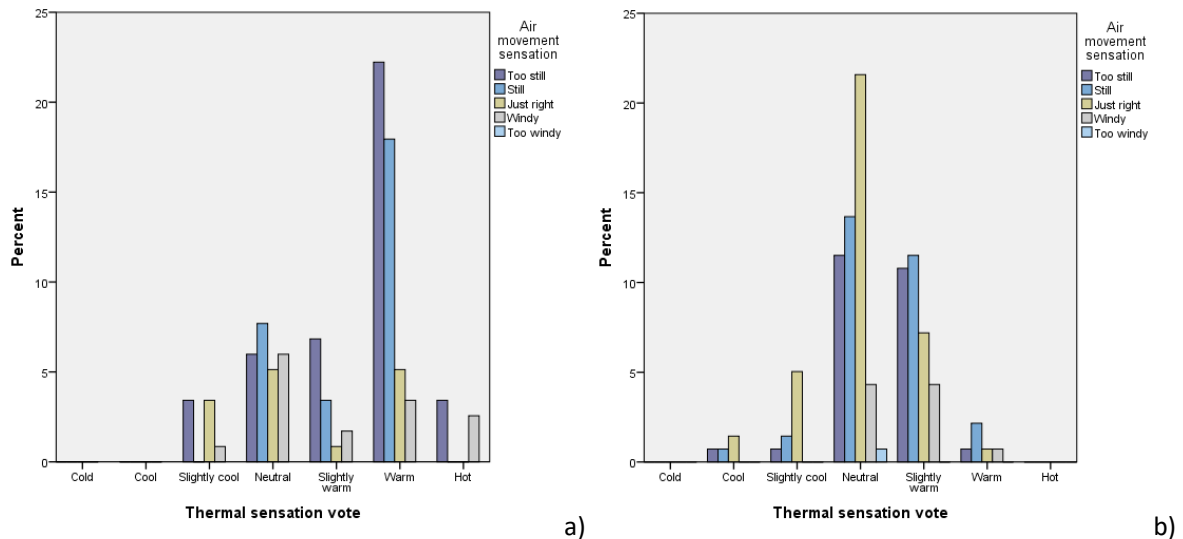 25
20
15
10
5
0
Percent
Cold
Cool
Slightly cool
Neutral
Slightly
warm
Warm
Hot
Thermal sensation vote
Air
movement
sensation
Too still
Still
Just right
Windy
Too windy
a)
25
20
15
10
5
0
Percent
Cold
Cool
Slightly cool
Neutral
Slightly
warm
Warm
Hot
Thermal sensation vote
Air
movement
sensation
Too still
Still
Just right
Windy
Too windy
b)